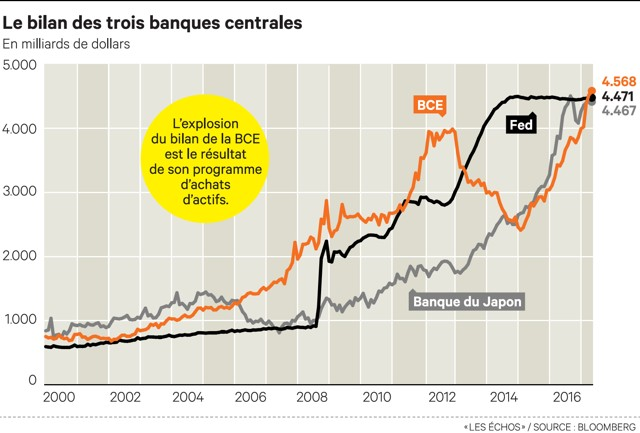 Le bilan des trois banques centrales
En milliards de dollars
5.000
4.000
3.000
2.000
1.000
0
L'explosion
du bilan de la BCE
est le résultat
de son programme
d'achats
d'actifs.
BCE
Fed
Banque du Japon
4.568
4.471
4.467
2000 2002 2004 2006 2008 2010 2012 2014 2016
« LES ÉCHOS » / SOURCE : BLOOMBERG